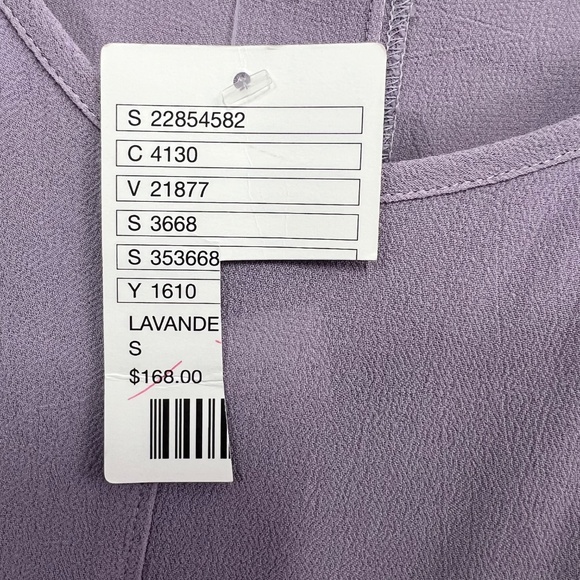 S 22854582
C 4130
V 21877
S 3668
S 353668
Y 1610
LAVANDE
S
$168.00